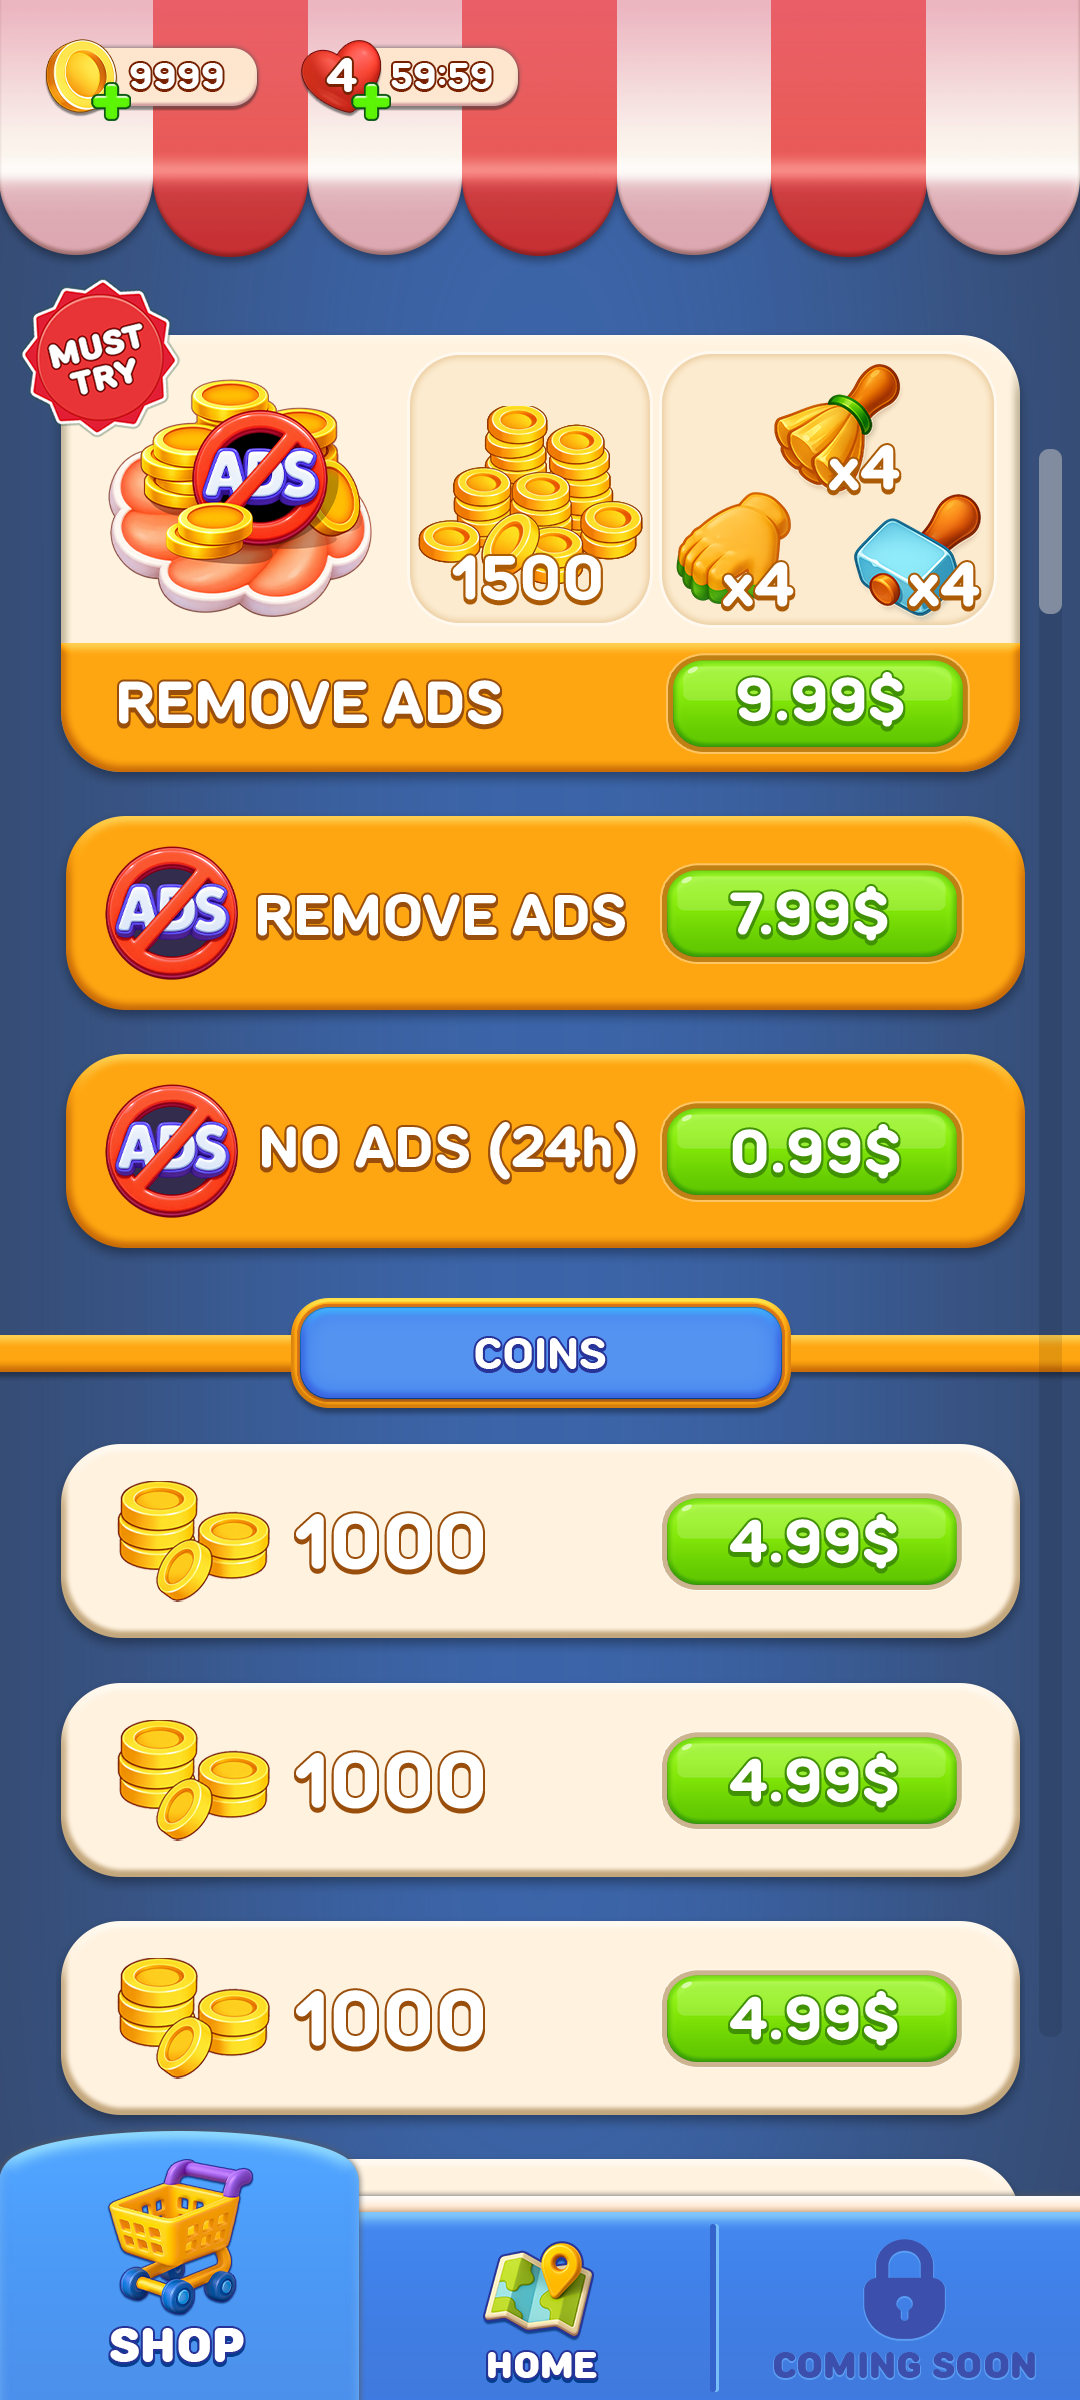 9999
4
59:59
MUST
TRY
ADS
1500
x4
x4
x4
REMOVE ADS
9.99$
ADS
REMOVE ADS
7.99$
ADS
NO ADS (24h)
0.99$
COINS
1000
4.99$
1000
4.99$
1000
4.99$
SHOP
HOME
COMING SOON